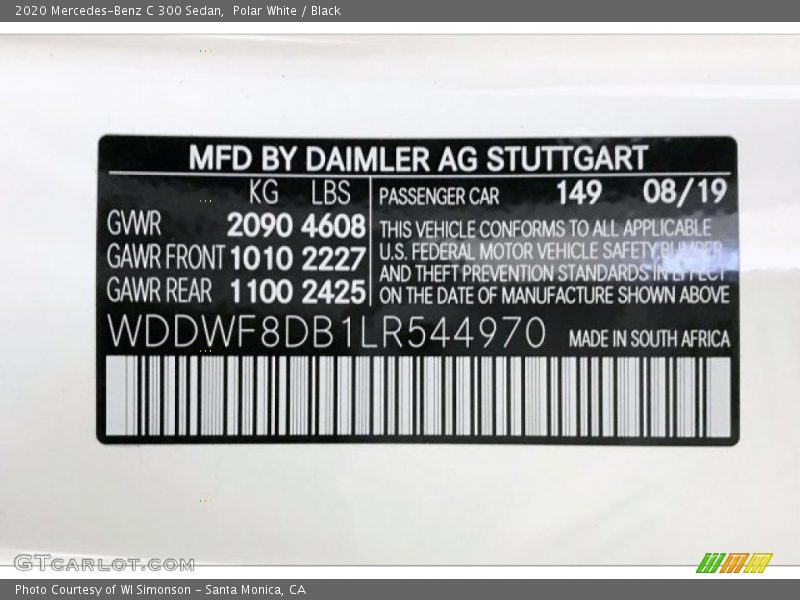 2020 Mercedes-Benz C 300 Sedan, Polar White / Black
MFD BY DAIMLER AG STUTTGART
KG LBS
GVWR 2090 4608
GAWR FRONT 1010 2227
GAWR REAR 1100 2425
PASSENGER CAR 149 08/19
THIS VEHICLE CONFORMS TO ALL APPLICABLE
U.S. FEDERAL MOTOR VEHICLE SAFETY BUMPER
AND THEFT PREVENTION STANDARDS IN EFFECT
ON THE DATE OF MANUFACTURE SHOWN ABOVE
WDDWF8DB1LR544970 MADE IN SOUTH AFRICA
GTCARLOT.COM
Photo Courtesy of WI Simonson - Santa Monica, CA